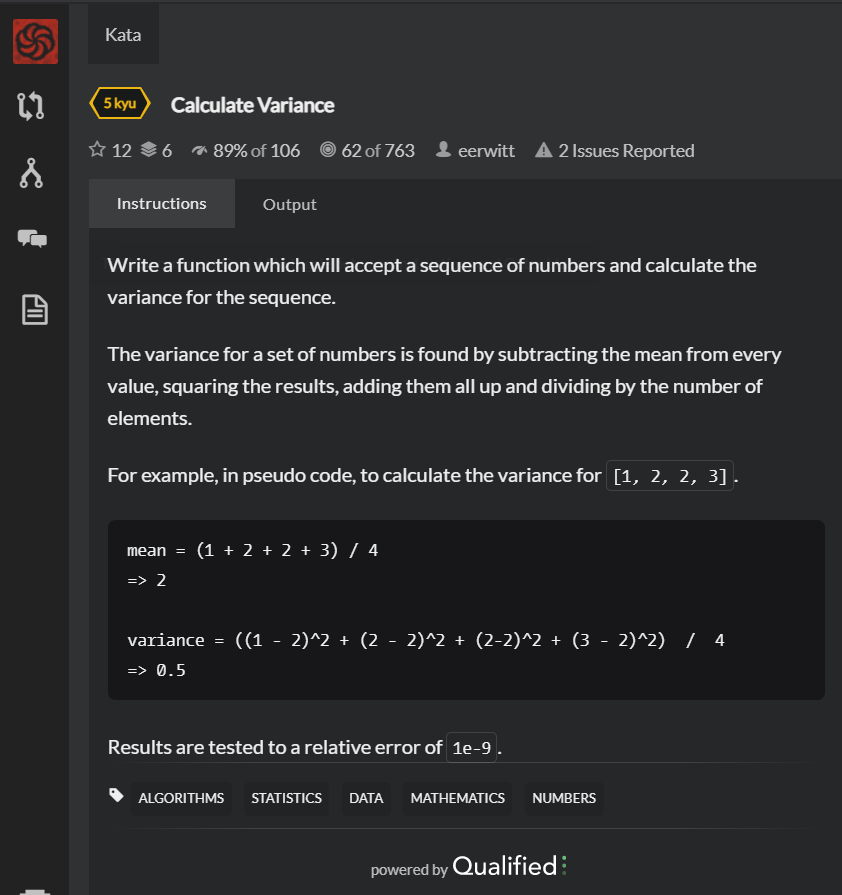 Kata
5 kyu
Calculate Variance
12 6 89% of 106 62 of 763 eerwitt 2 Issues Reported
Instructions Output
Write a function which will accept a sequence of numbers and calculate the
variance for the sequence.
The variance for a set of numbers is found by subtracting the mean from every
value, squaring the results, adding them all up and dividing by the number of
elements.
For example, in pseudo code, to calculate the variance for [1, 2, 2, 3].
mean = (1 + 2 + 2 + 3) / 4
=> 2
variance = ((1 - 2)^2 + (2 - 2)^2 + (2-2)^2 + (3 - 2)^2)  /  4
=> 0.5
Results are tested to a relative error of 1e-9.
ALGORITHMS STATISTICS DATA MATHEMATICS NUMBERS
powered by Qualified